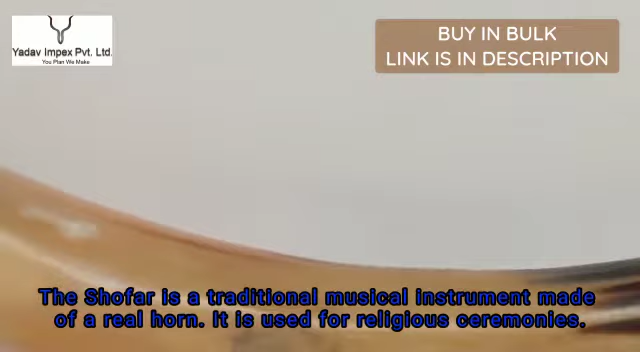 Yadav Impex Pvt. Ltd.
You Plan We Make
BUY IN BULK
LINK IS IN DESCRIPTION
The Shofar is a traditional musical instrument made
of a real horn. It is used for religious ceremonies.